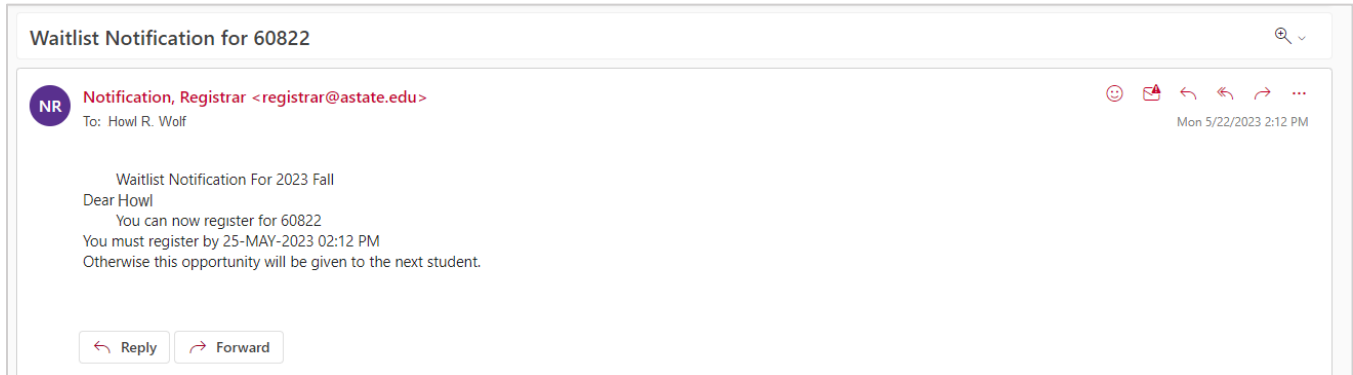 Waitlist Notification for 60822
NR
Notification, Registrar <registrar@astate.edu>
To: Howl R. Wolf
Mon 5/22/2023 2:12 PM
Waitlist Notification For 2023 Fall
Dear Howl
You can now register for 60822
You must register by 25-MAY-2023 02:12 PM
Otherwise this opportunity will be given to the next student.
Reply Forward